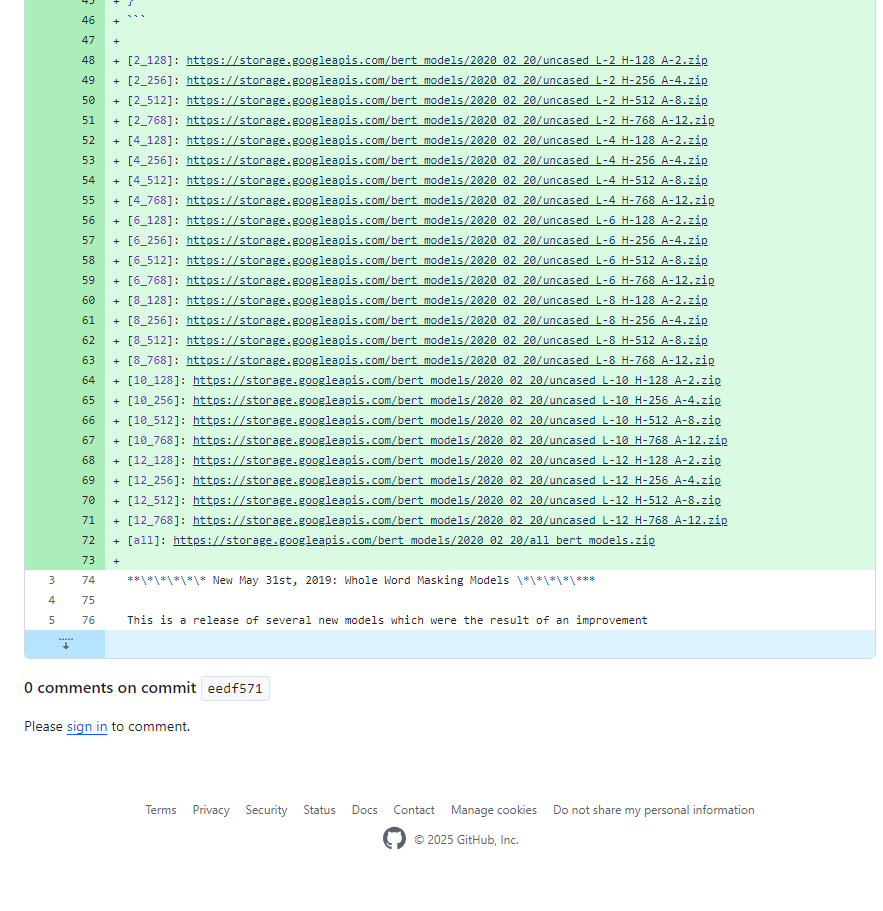 45 + }
46 + ```
47 +
48 + [2_128]: https://storage.googleapis.com/bert_models/2020_02_20/uncased_L-2_H-128_A-2.zip
49 + [2_256]: https://storage.googleapis.com/bert_models/2020_02_20/uncased_L-2_H-256_A-4.zip
50 + [2_512]: https://storage.googleapis.com/bert_models/2020_02_20/uncased_L-2_H-512_A-8.zip
51 + [2_768]: https://storage.googleapis.com/bert_models/2020_02_20/uncased_L-2_H-768_A-12.zip
52 + [4_128]: https://storage.googleapis.com/bert_models/2020_02_20/uncased_L-4_H-128_A-2.zip
53 + [4_256]: https://storage.googleapis.com/bert_models/2020_02_20/uncased_L-4_H-256_A-4.zip
54 + [4_512]: https://storage.googleapis.com/bert_models/2020_02_20/uncased_L-4_H-512_A-8.zip
55 + [4_768]: https://storage.googleapis.com/bert_models/2020_02_20/uncased_L-4_H-768_A-12.zip
56 + [6_128]: https://storage.googleapis.com/bert_models/2020_02_20/uncased_L-6_H-128_A-2.zip
57 + [6_256]: https://storage.googleapis.com/bert_models/2020_02_20/uncased_L-6_H-256_A-4.zip
58 + [6_512]: https://storage.googleapis.com/bert_models/2020_02_20/uncased_L-6_H-512_A-8.zip
59 + [6_768]: https://storage.googleapis.com/bert_models/2020_02_20/uncased_L-6_H-768_A-12.zip
60 + [8_128]: https://storage.googleapis.com/bert_models/2020_02_20/uncased_L-8_H-128_A-2.zip
61 + [8_256]: https://storage.googleapis.com/bert_models/2020_02_20/uncased_L-8_H-256_A-4.zip
62 + [8_512]: https://storage.googleapis.com/bert_models/2020_02_20/uncased_L-8_H-512_A-8.zip
63 + [8_768]: https://storage.googleapis.com/bert_models/2020_02_20/uncased_L-8_H-768_A-12.zip
64 + [10_128]: https://storage.googleapis.com/bert_models/2020_02_20/uncased_L-10_H-128_A-2.zip
65 + [10_256]: https://storage.googleapis.com/bert_models/2020_02_20/uncased_L-10_H-256_A-4.zip
66 + [10_512]: https://storage.googleapis.com/bert_models/2020_02_20/uncased_L-10_H-512_A-8.zip
67 + [10_768]: https://storage.googleapis.com/bert_models/2020_02_20/uncased_L-10_H-768_A-12.zip
68 + [12_128]: https://storage.googleapis.com/bert_models/2020_02_20/uncased_L-12_H-128_A-2.zip
69 + [12_256]: https://storage.googleapis.com/bert_models/2020_02_20/uncased_L-12_H-256_A-4.zip
70 + [12_512]: https://storage.googleapis.com/bert_models/2020_02_20/uncased_L-12_H-512_A-8.zip
71 + [12_768]: https://storage.googleapis.com/bert_models/2020_02_20/uncased_L-12_H-768_A-12.zip
72 + [all]: https://storage.googleapis.com/bert_models/2020_02_20/all_bert_models.zip
73 +
3 74 **\*\*\*\*\* New May 31st, 2019: Whole Word Masking Models \*\*\*\*\***
4 75
5 76 This is a release of several new models which were the result of an improvement
0 comments on commit eedf571
Please sign in to comment.
Terms Privacy Security Status Docs Contact Manage cookies Do not share my personal information
© 2025 GitHub, Inc.